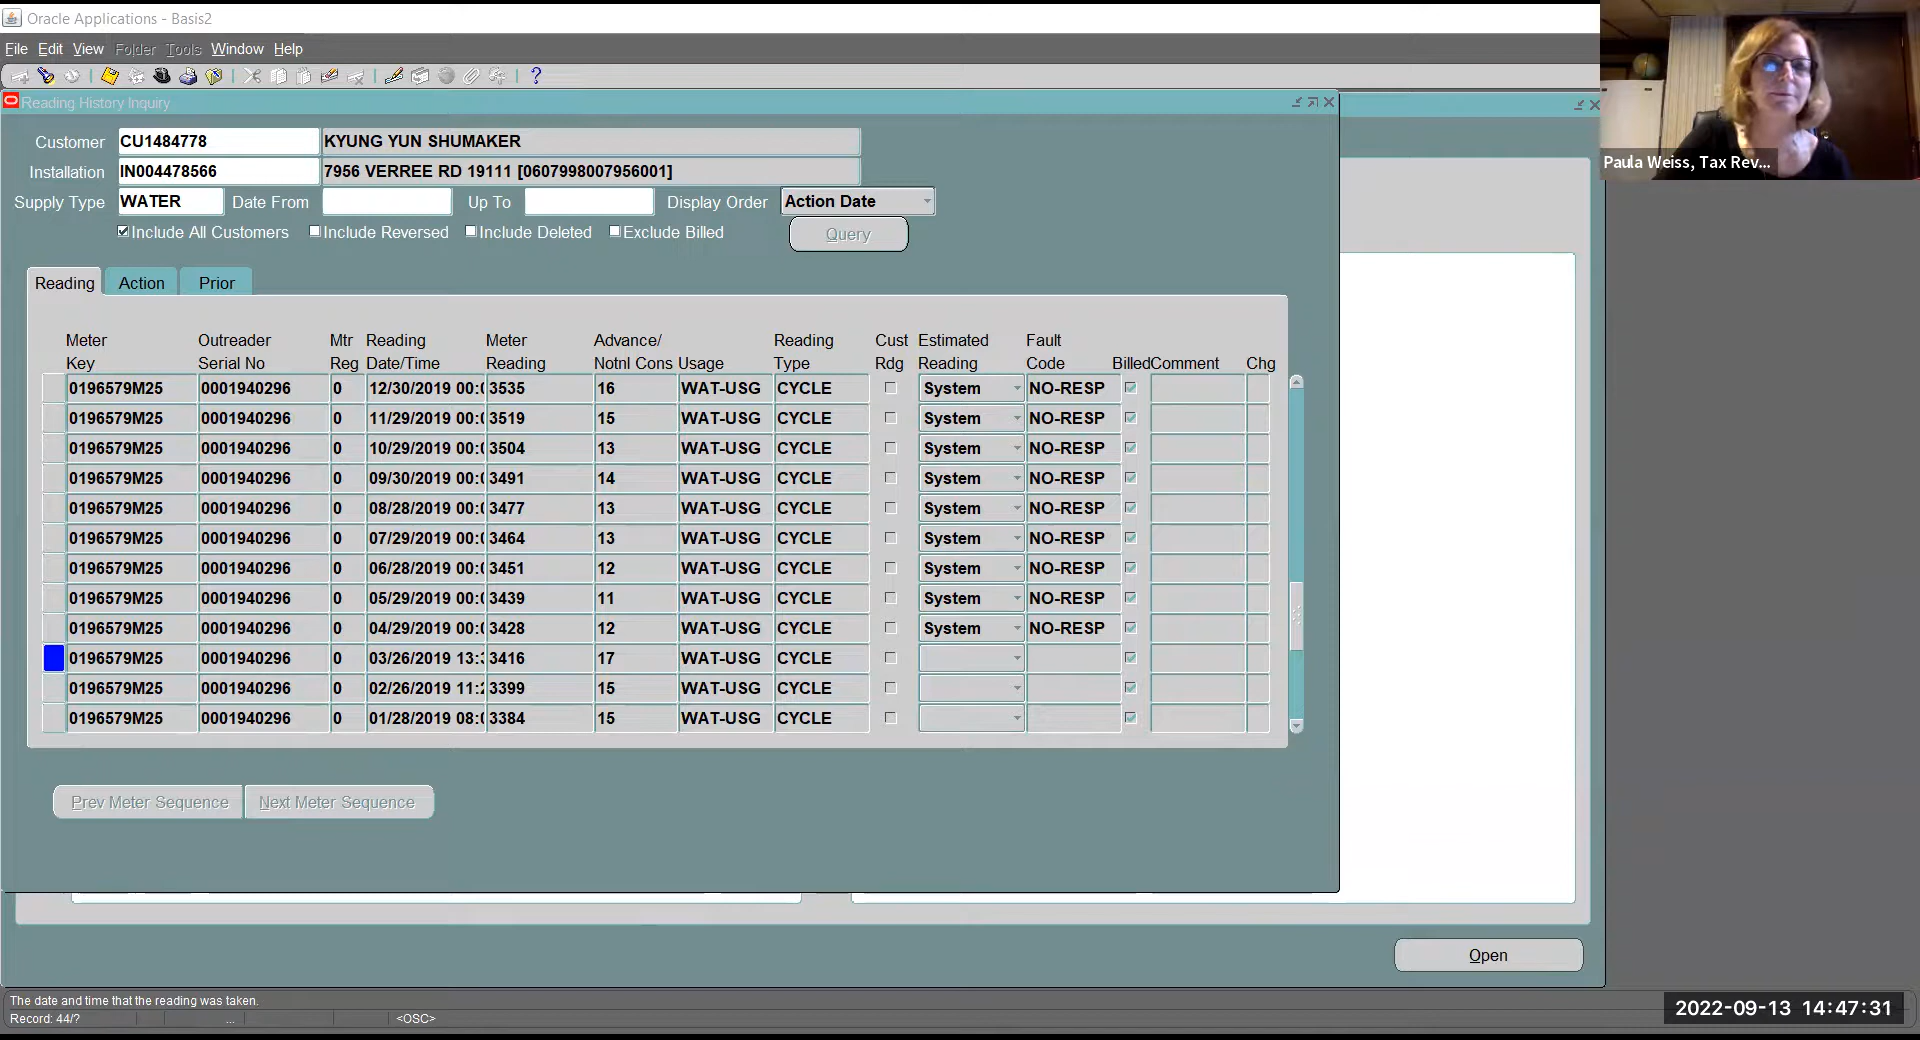 Oracle Applications - Basis2
File Edit View Folder Tools Window Help
Reading History Inquiry
Customer CU1484778 KYUNG YUN SHUMAKER
Installation IN004478566 7956 VERREE RD 19111 [0607998007956001]
Supply Type WATER Date From Up To Display Order Action Date
Include All Customers Include Reversed Include Deleted Exclude Billed Query
Paula Weiss, Tax Rev...
Reading Action Prior
Meter Outreader Mtr Reading Meter Advance/ Reading Cust Estimated Fault
Key Serial No Reg Date/Time Reading Notnl Cons Usage Type Rdg Reading Code Billed Comment Chg
0196579M25 0001940296 0 12/30/2019 00:0 3535 16 WAT-USG CYCLE System NO-RESP
0196579M25 0001940296 0 11/29/2019 00:0 3519 15 WAT-USG CYCLE System NO-RESP
0196579M25 0001940296 0 10/29/2019 00:0 3504 13 WAT-USG CYCLE System NO-RESP
0196579M25 0001940296 0 09/30/2019 00:0 3491 14 WAT-USG CYCLE System NO-RESP
0196579M25 0001940296 0 08/28/2019 00:0 3477 13 WAT-USG CYCLE System NO-RESP
0196579M25 0001940296 0 07/29/2019 00:0 3464 13 WAT-USG CYCLE System NO-RESP
0196579M25 0001940296 0 06/28/2019 00:0 3451 12 WAT-USG CYCLE System NO-RESP
0196579M25 0001940296 0 05/29/2019 00:0 3439 11 WAT-USG CYCLE System NO-RESP
0196579M25 0001940296 0 04/29/2019 00:0 3428 12 WAT-USG CYCLE System NO-RESP
0196579M25 0001940296 0 03/26/2019 13:3 3416 17 WAT-USG CYCLE
0196579M25 0001940296 0 02/26/2019 11:2 3399 15 WAT-USG CYCLE
0196579M25 0001940296 0 01/28/2019 08:0 3384 15 WAT-USG CYCLE
Prev Meter Sequence Next Meter Sequence
Open
The date and time that the reading was taken.
Record: 44/? ... <OSC>
2022-09-13 14:47:31